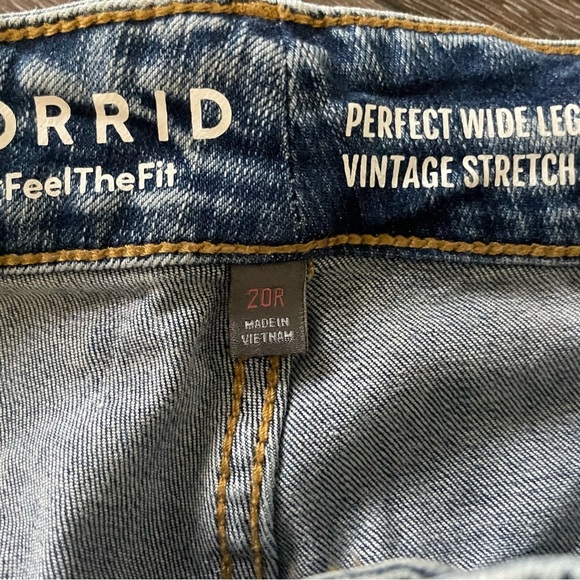 ORRID
#FeelTheFit
PERFECT WIDE LEG
VINTAGE STRETCH
20R
MADE IN
VIETNAM